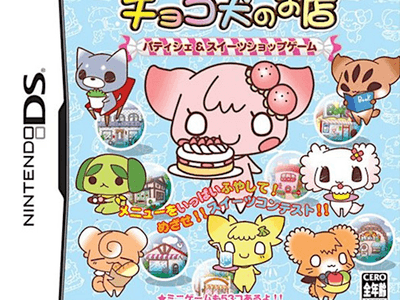 チョコ犬のお店
パティシエ&スイーツショップゲーム
NINTENDO DS
メニューをいっぱいふやして!
めざせ!!スイーツコンテスト!!
★ミニゲームも53コあるよ!!★
CERO
全年齢